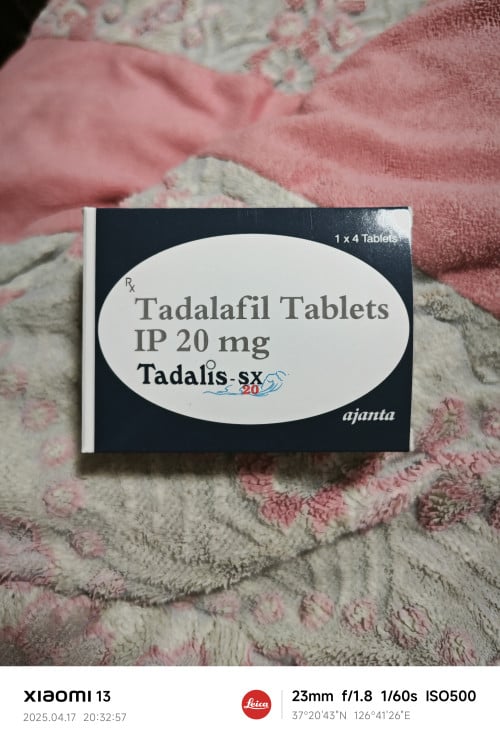 1 x 4 Tablets
Rx
Tadalafil Tablets
IP 20 mg
Tadalis-sx
20
ajanta
XIAOMI 13
2025.04.17 20:32:57
Leica
23mm f/1.8 1/60s ISO500
37°20'43"N 126°41'26"E